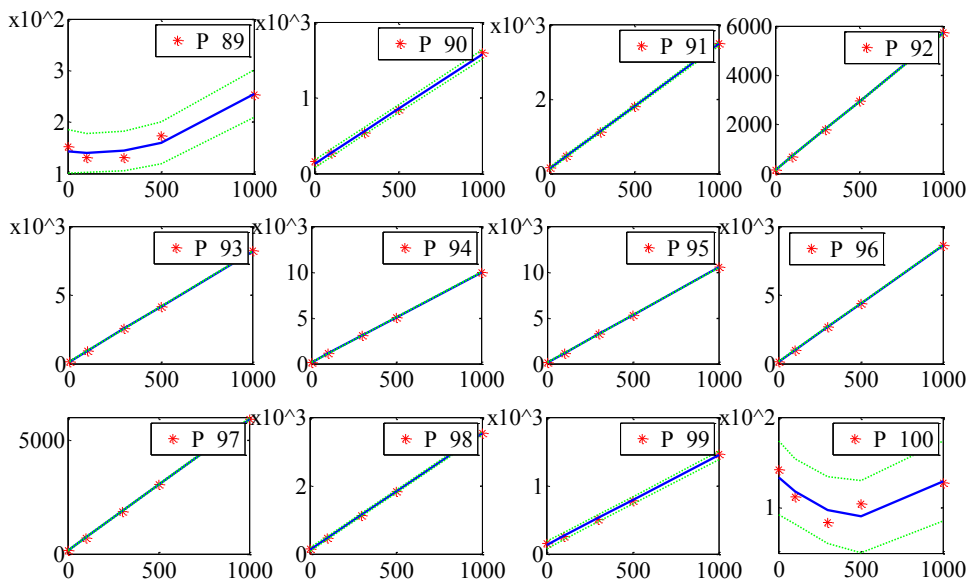 x10^2 x10^3 x10^3 6000
P 89 P 90 P 91 P 92
3 4000
2 1 2 2000
1 0 0 0
0 500 1000 0 500 1000 0 500 1000 0 500 1000
x10^3 x10^3 x10^3 x10^3
P 93 P 94 P 95 P 96
10 10
5 5 5 5
0 0 0 0
0 500 1000 0 500 1000 0 500 1000 0 500 1000
x10^3 x10^3 x10^2
5000 P 97 P 98 P 99 P 100
2 1 1
0 0 0
0 500 1000 0 500 1000 0 500 1000 0 500 1000